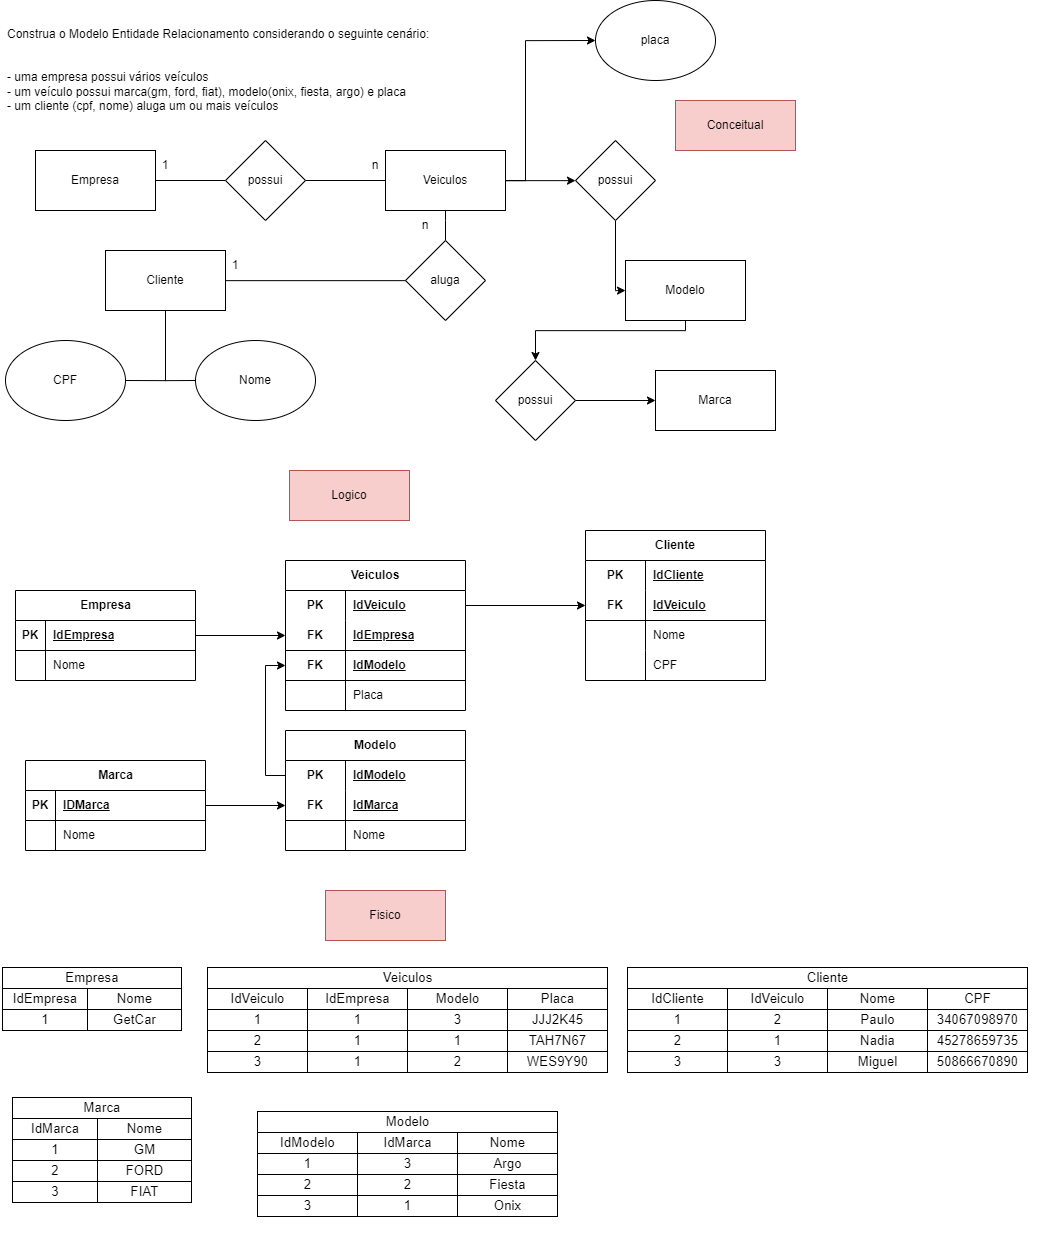 Construa o Modelo Entidade Relacionamento considerando o seguinte cenário:
- uma empresa possui vários veículos
- um veículo possui marca(gm, ford, fiat), modelo(onix, fiesta, argo) e placa
- um cliente (cpf, nome) aluga um ou mais veículos
placa
Conceitual
Empresa
1
possui
n
Veiculos
possui
n
Cliente
1
aluga
Modelo
CPF
Nome
possui
Marca
Logico
Cliente
PK IdCliente
FK IdVeiculo
Nome
CPF
Veiculos
PK IdVeiculo
FK IdEmpresa
FK IdModelo
Placa
Empresa
PK IdEmpresa
Nome
Modelo
PK IdModelo
FK IdMarca
Nome
Marca
PK IDMarca
Nome
Fisico
Empresa
IdEmpresa Nome
1 GetCar
Veiculos
IdVeiculo IdEmpresa Modelo Placa
1 1 3 JJJ2K45
2 1 1 TAH7N67
3 1 2 WES9Y90
Cliente
IdCliente IdVeiculo Nome CPF
1 2 Paulo 34067098970
2 1 Nadia 45278659735
3 3 Miguel 50866670890
Marca
IdMarca Nome
1 GM
2 FORD
3 FIAT
Modelo
IdModelo IdMarca Nome
1 3 Argo
2 2 Fiesta
3 1 Onix